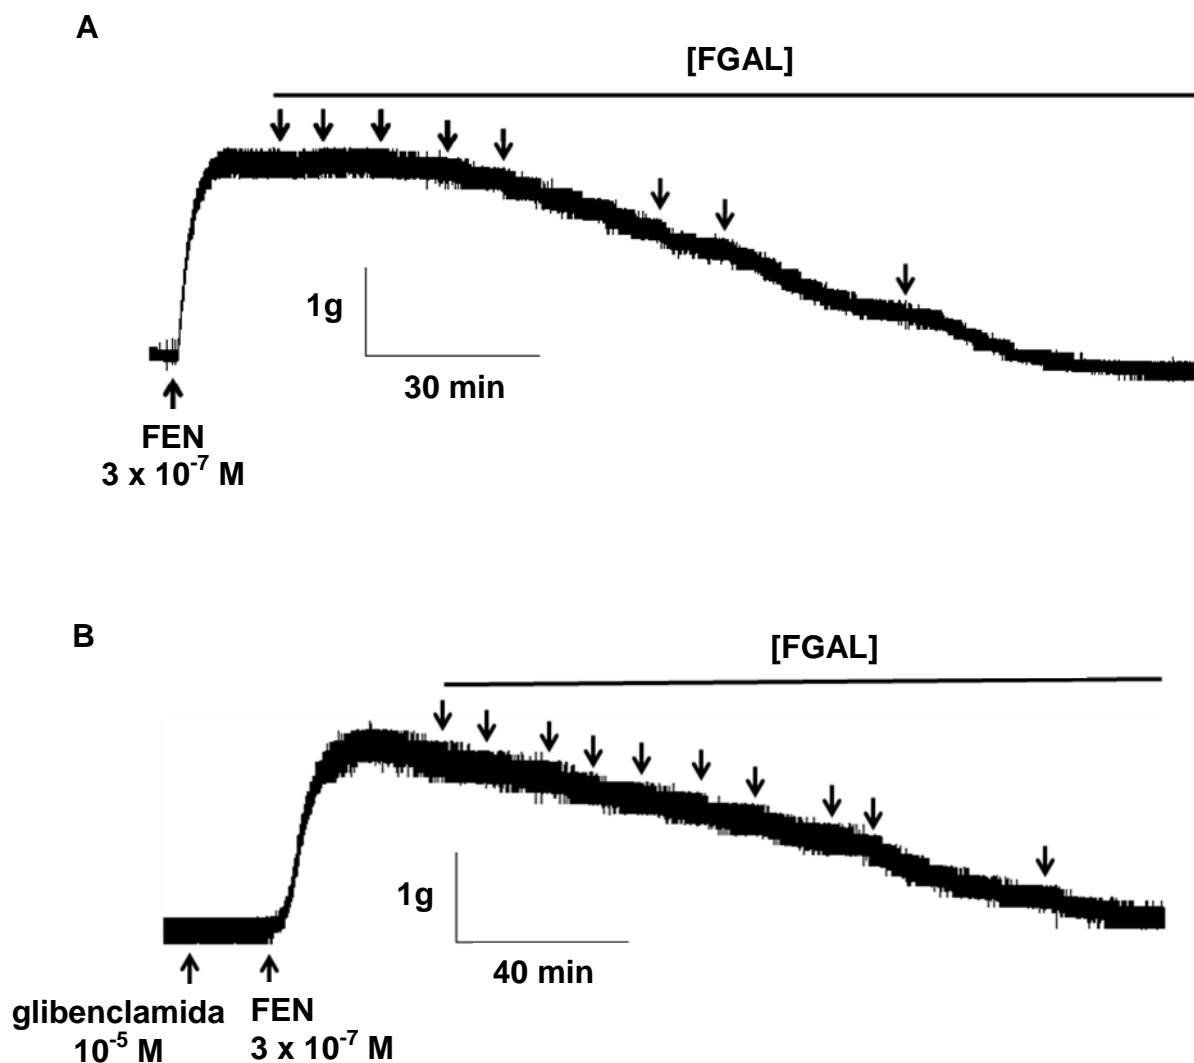 A
[FGAL]
1g
30 min
FEN
3 x 10⁻⁷ M
B
[FGAL]
1g
40 min
glibenclamida
10⁻⁵ M
FEN
3 x 10⁻⁷ M